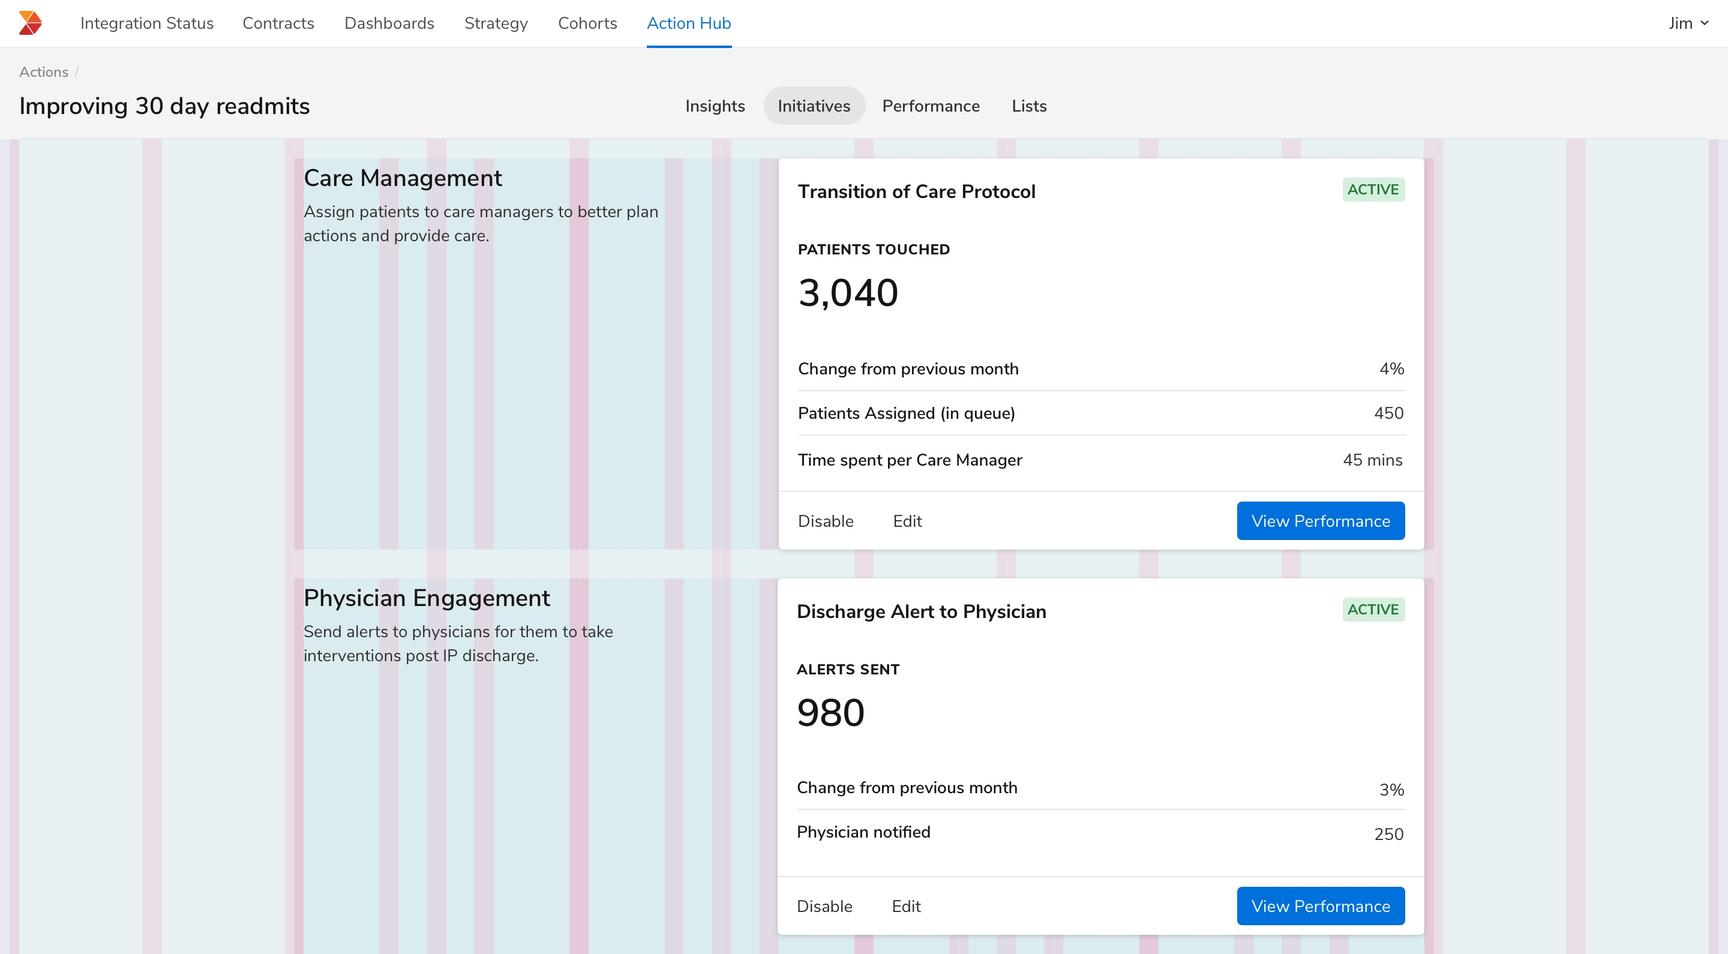 Integration Status Contracts Dashboards Strategy Cohorts Action Hub Jim
Actions /
Improving 30 day readmits Insights Initiatives Performance Lists
Care Management
Assign patients to care managers to better plan
actions and provide care.
Transition of Care Protocol ACTIVE
PATIENTS TOUCHED
3,040
Change from previous month 4%
Patients Assigned (in queue) 450
Time spent per Care Manager 45 mins
Disable Edit View Performance
Physician Engagement
Send alerts to physicians for them to take
interventions post IP discharge.
Discharge Alert to Physician ACTIVE
ALERTS SENT
980
Change from previous month 3%
Physician notified 250
Disable Edit View Performance